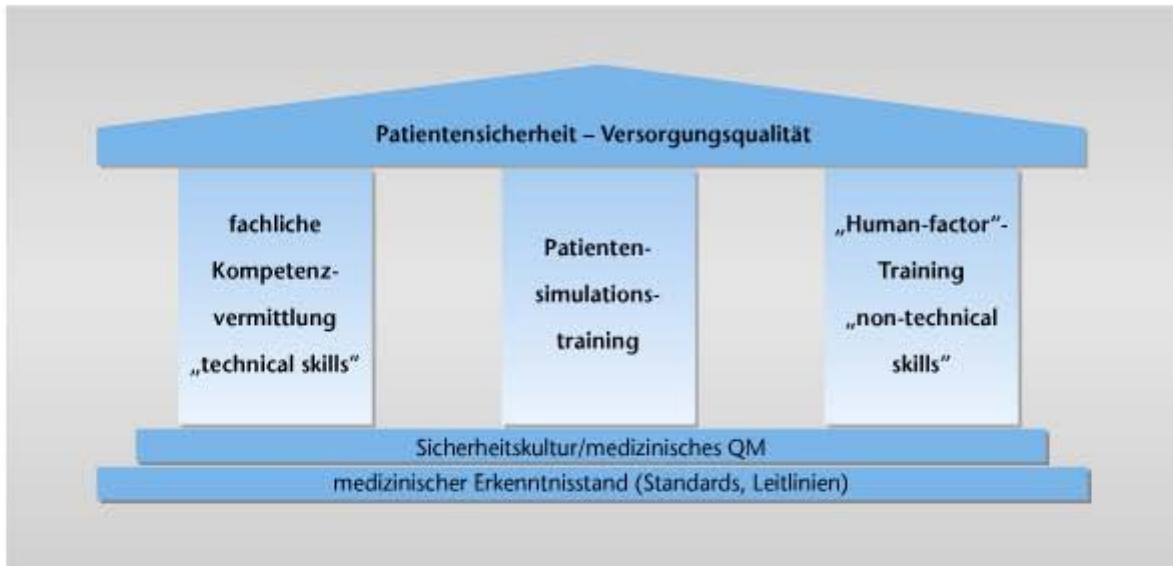 Patientensicherheit – Versorgungsqualität
fachliche
Kompetenz-
vermittlung
„technical skills“
Patienten-
simulations-
training
„Human-factor“-
Training
„non-technical
skills“
Sicherheitskultur/medizinisches QM
medizinischer Erkenntnisstand (Standards, Leitlinien)